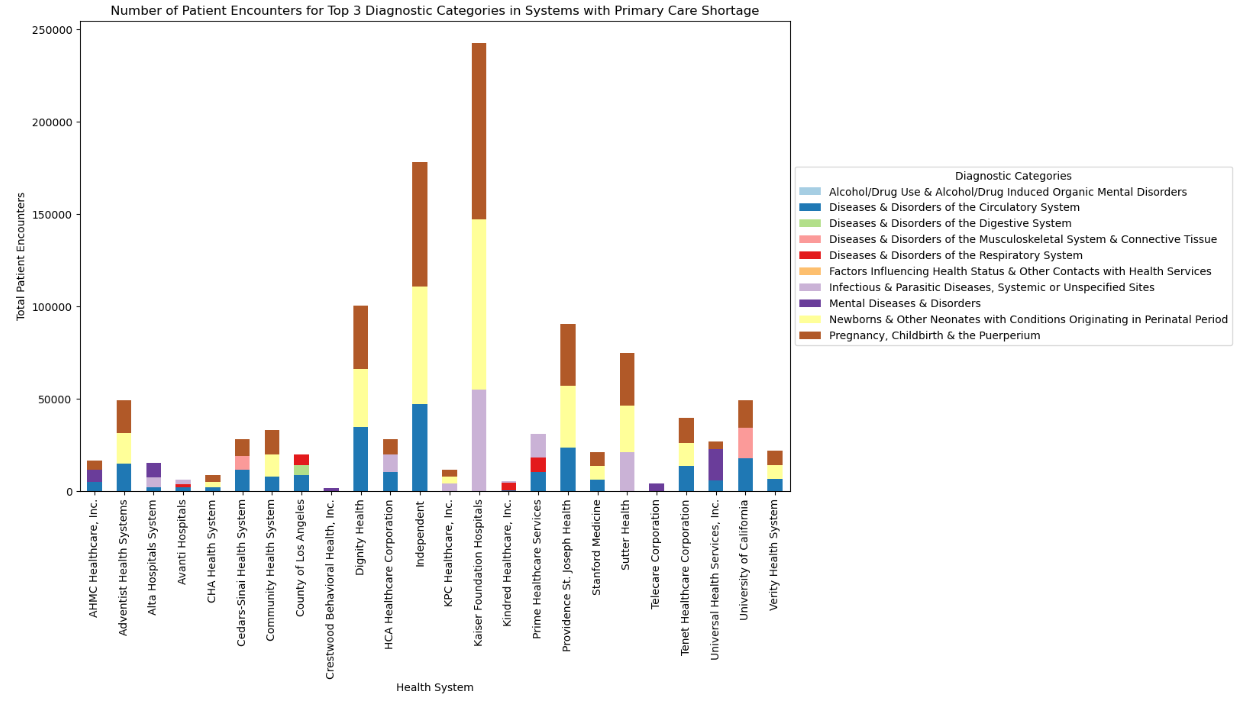 Number of Patient Encounters for Top 3 Diagnostic Categories in Systems with Primary Care Shortage
250000
200000
150000
100000
50000
0
Total Patient Encounters
AHMC Healthcare, Inc.
Adventist Health Systems
Alta Hospitals System
Avanti Hospitals
CHA Health System
Cedars-Sinai Health System
Community Health System
County of Los Angeles
Crestwood Behavioral Health, Inc.
Dignity Health
HCA Healthcare Corporation
Independent
KPC Healthcare, Inc.
Kaiser Foundation Hospitals
Kindred Healthcare, Inc.
Prime Healthcare Services
Providence St. Joseph Health
Stanford Medicine
Sutter Health
Telecare Corporation
Tenet Healthcare Corporation
Universal Health Services, Inc.
University of California
Verity Health System
Health System
Diagnostic Categories
Alcohol/Drug Use & Alcohol/Drug Induced Organic Mental Disorders
Diseases & Disorders of the Circulatory System
Diseases & Disorders of the Digestive System
Diseases & Disorders of the Musculoskeletal System & Connective Tissue
Diseases & Disorders of the Respiratory System
Factors Influencing Health Status & Other Contacts with Health Services
Infectious & Parasitic Diseases, Systemic or Unspecified Sites
Mental Diseases & Disorders
Newborns & Other Neonates with Conditions Originating in Perinatal Period
Pregnancy, Childbirth & the Puerperium